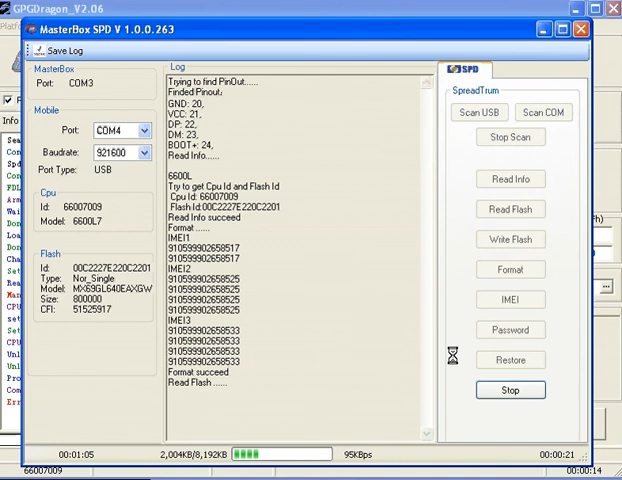 GPGDragon_V2.06
MasterBox SPD V 1.0.0.263
Save Log
MasterBox
Port: COM3
Mobile
Port: COM4
Baudrate: 921600
Port Type: USB
Cpu
Id: 66007009
Model: 6600L7
Flash
Id: 00C2227E220C2201
Type: Nor_Single
Model: MX69GL640EAXGW
Size: 800000
CFI: 51525917
Log
Trying to find PinOut......
Finded Pinout:
GND: 20,
VCC: 21,
DP: 22,
DM: 23,
BOOT+: 24,
Read Info......
6600L
Try to get Cpu Id and Flash Id
Cpu Id: 66007009
Flash Id:00C2227E220C2201
Read Info succeed
Format ......
IMEI1
910599902658517
910599902658517
IMEI2
910599902658525
910599902658525
910599902658525
910599902658525
IMEI3
910599902658533
910599902658533
910599902658533
910599902658533
Format succeed
Read Flash ......
SPD
SpreadTrum
Scan USB
Scan COM
Stop Scan
Read Info
Read Flash
Write Flash
Format
IMEI
Password
Restore
Stop
00:01:05
2,004KB/8,192KB
95KBps
00:00:21
66007009
00:00:14